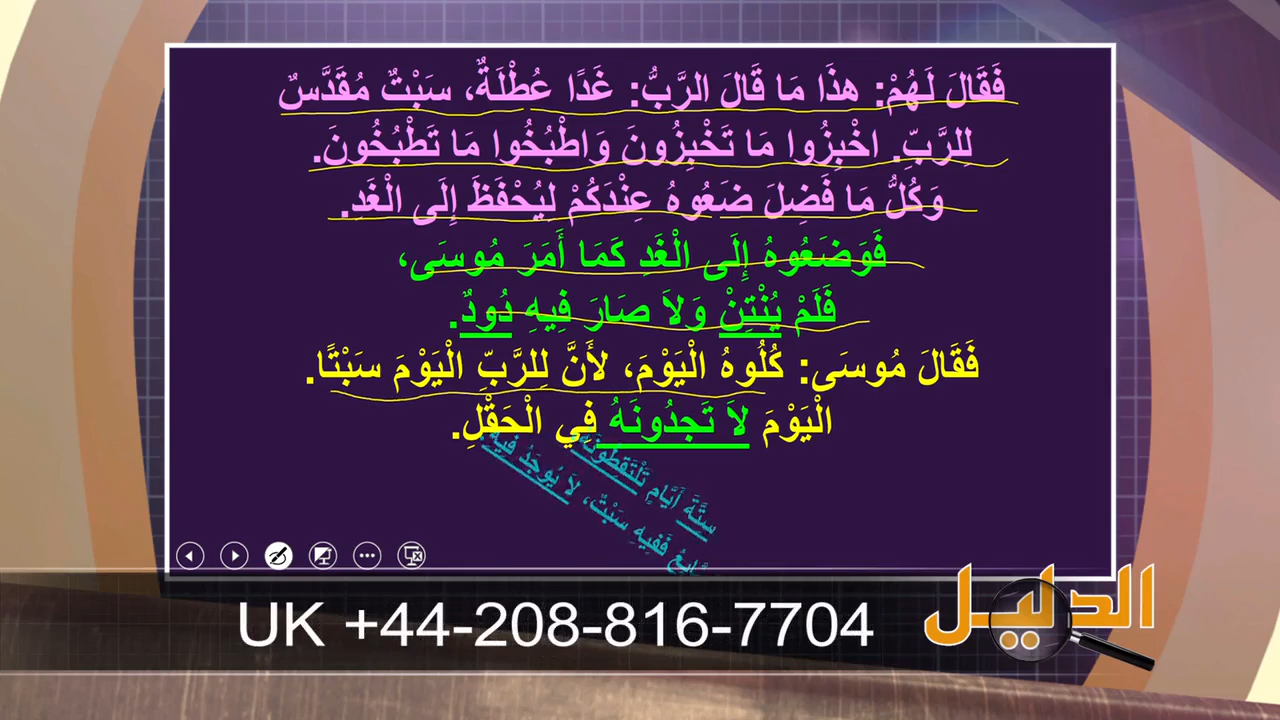 فَقَالَ لَهُمْ: هذَا مَا قَالَ الرَّبُّ: غَدًا عُطْلَةٌ، سَبْتٌ مُقَدَّسٌ
لِلرَّبِّ. اخْبِزُوا مَا تَخْبِزُونَ وَاطْبُخُوا مَا تَطْبُخُونَ.
وَكُلُّ مَا فَضِلَ ضَعُوهُ عِنْدَكُمْ لِيُحْفَظَ إِلَى الْغَدِ.
فَوَضَعُوهُ إِلَى الْغَدِ كَمَا أَمَرَ مُوسَى،
فَلَمْ يُنْتِنْ وَلاَ صَارَ فِيهِ دُودٌ.
فَقَالَ مُوسَى: كُلُوهُ الْيَوْمَ، لأَنَّ لِلرَّبِّ الْيَوْمَ سَبْتًا.
الْيَوْمَ لاَ تَجِدُونَهُ فِي الْحَقْلِ.
سِتَّةَ أَيَّامٍ تَلْتَقِطُونَهُ
فَفِيهِ سَبْتٌ، لاَ يُوجَدُ فِيهِ.
UK +44-208-816-7704
الدليل